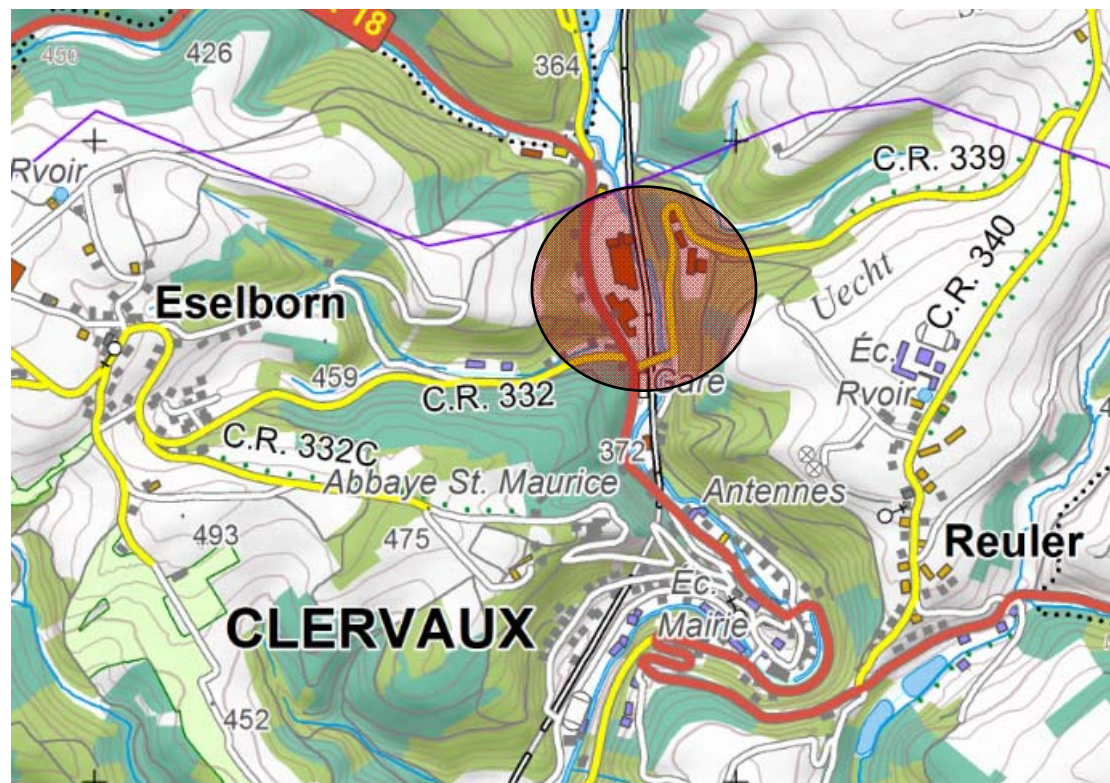 18
450
426
364
S
Rvoir
C.R. 339
C.R. 340
Uecht
Eselborn
Éc.
459
C.R. 332
Gare
Rvoir
4
C.R. 332C
372
Abbaye St. Maurice
Antennes
493
475
Reuler
Éc.
CLERVAUX
Mairie
452